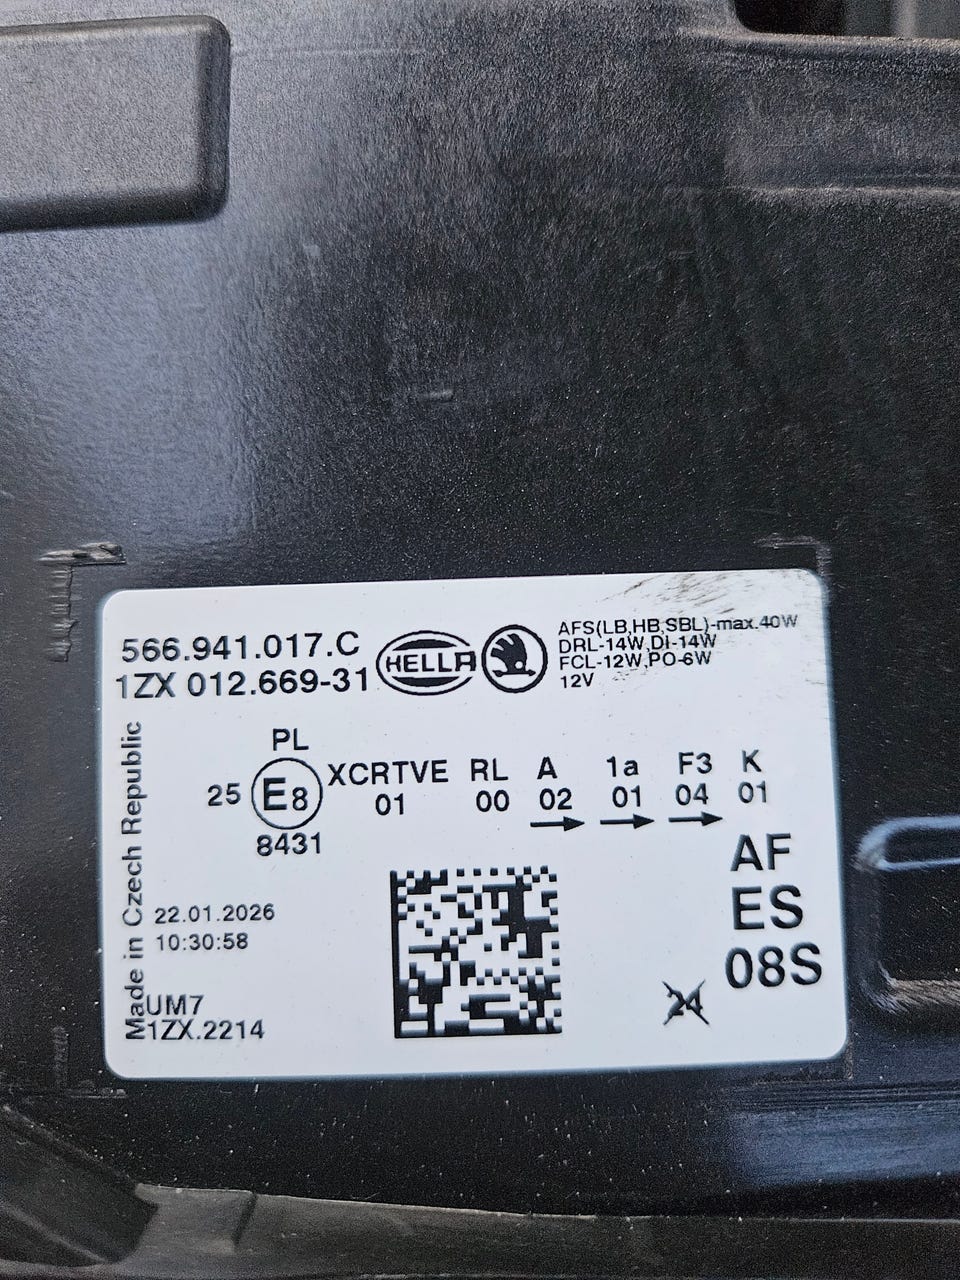 566.941.017.C
1ZX 012.669-31
HELLA
AFS(LB,HB,SBL)-max.40W
DRL-14W,DI-14W
FCL-12W,PO-6W
12V
Made in Czech Republic
PL
25 E8 XCRTVE RL A 1a F3 K
01 00 02 01 04 01
8431
AF
ES
08S
22.01.2026
10:30:58
24
UM7
1ZX.2214